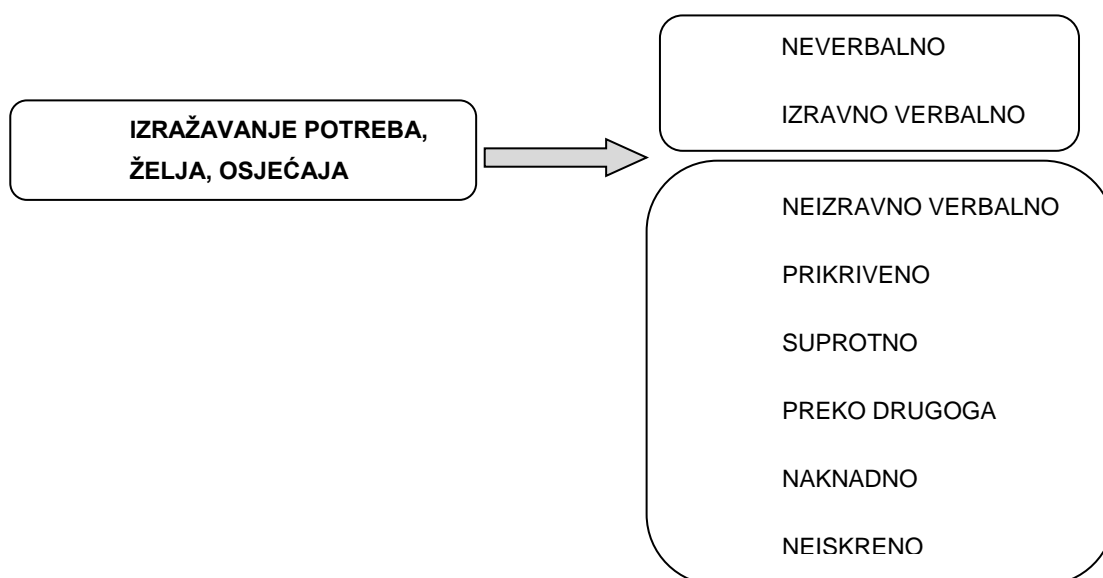 IZRAŽAVANJE POTREBA,
ŽELJA, OSJEĆAJA
NEVERBALNO
IZRAVNO VERBALNO
NEIZRAVNO VERBALNO
PRIKRIVENO
SUPROTNO
PREKO DRUGOGA
NAKNADNO
NEISKRENO